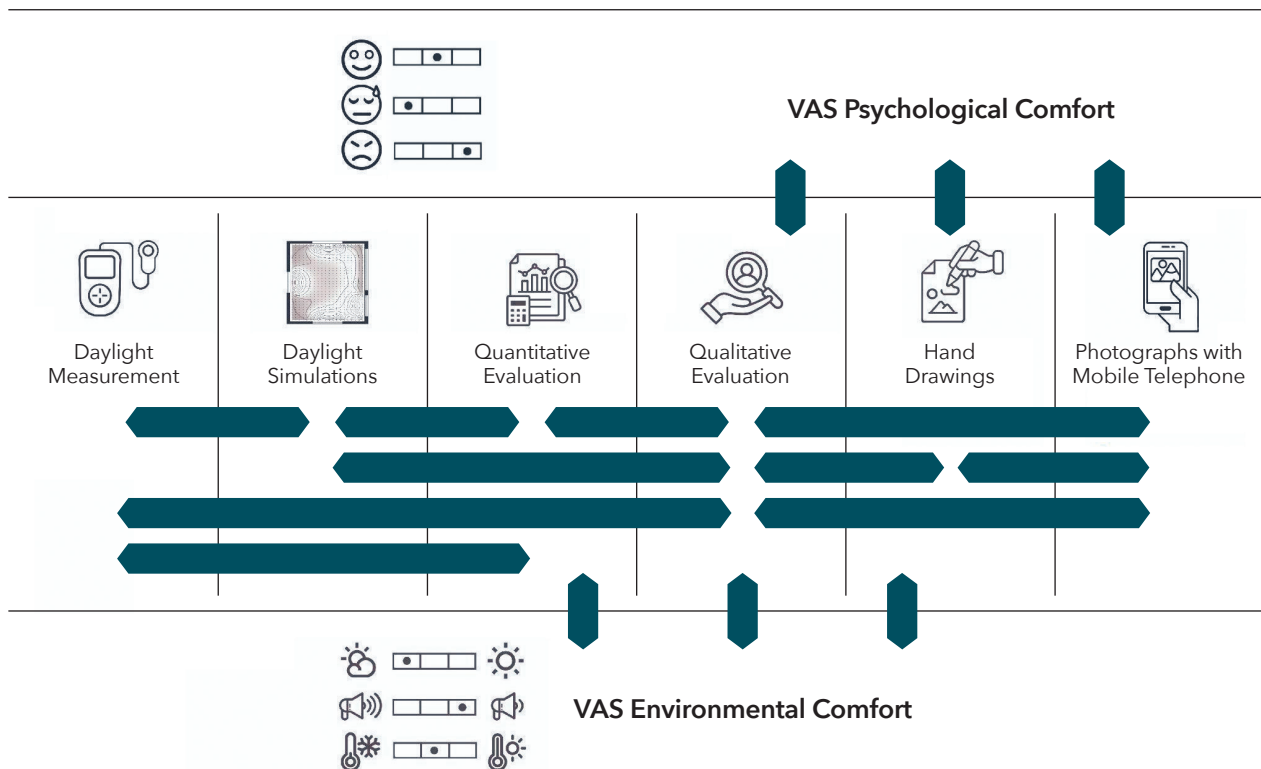 VAS Psychological Comfort
Daylight
Measurement
Daylight
Simulations
Quantitative
Evaluation
Qualitative
Evaluation
Hand
Drawings
Photographs with
Mobile Telephone
VAS Environmental Comfort